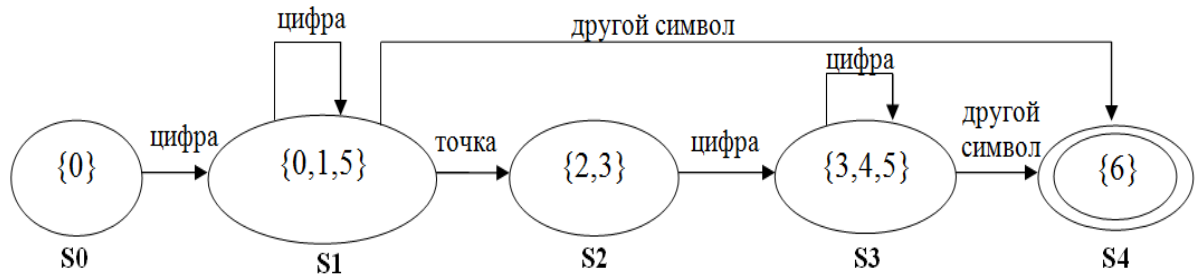 цифра
другой символ
цифра
{0}
цифра
{0,1,5}
точка
{2,3}
цифра
{3,4,5}
другой
символ
{6}
S0
S1
S2
S3
S4